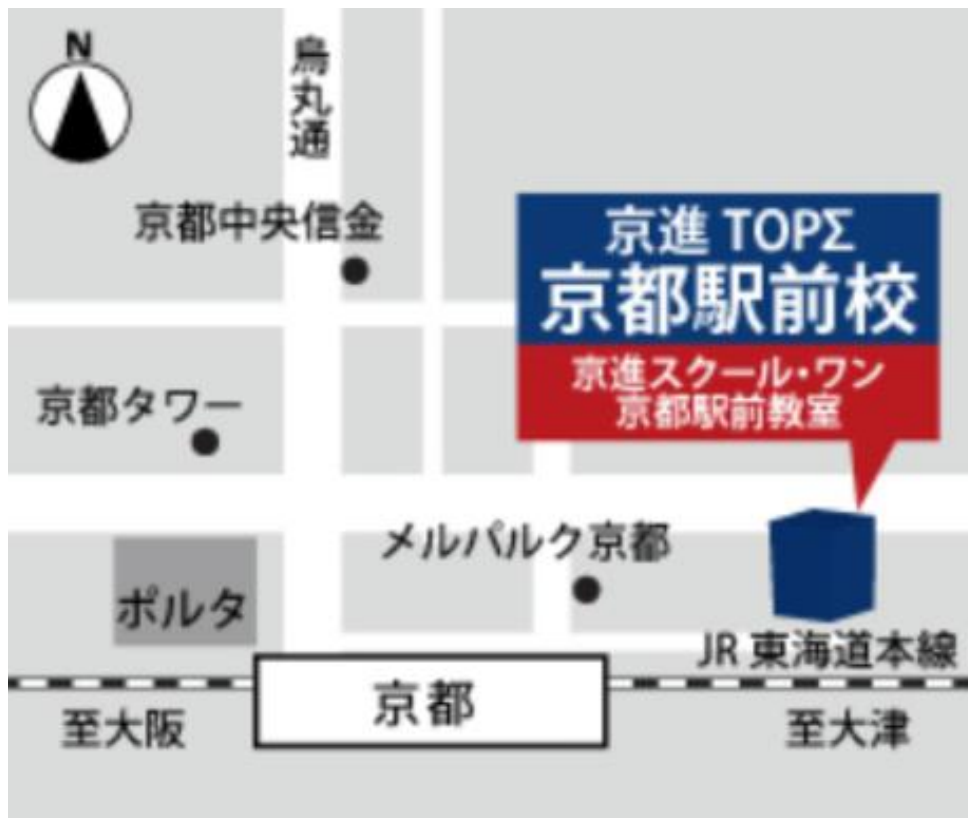 N
烏丸通
京都中央信金
京進 TOPΣ
京都駅前校
京進スクール・ワン
京都駅前教室
京都タワー
メルパルク京都
ポルタ
JR 東海道本線
京都
至大阪
至大津